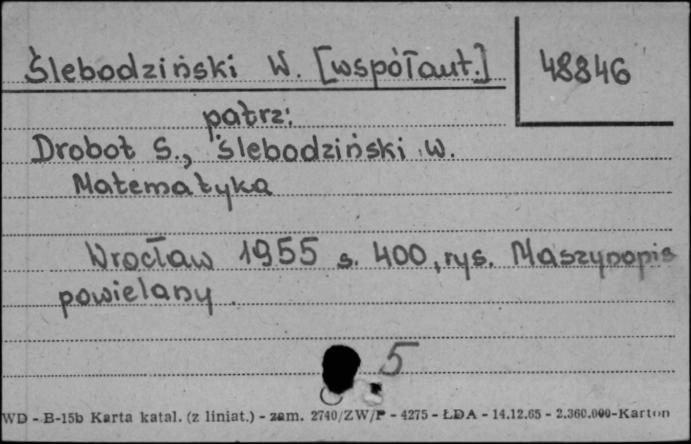 Ślebodziński W. [współaut.]
48846
patrz:
Drobot S., Ślebodziński W.
Matematyka
Wrocław 1955 s. 400, rys. Maszynopis
powielany.
5
WD - B-15b Karta katal. (z liniat.) - zam. 2740/ZW/P - 4275 - ŁDA - 14.12.65 - 2.360.000-Karton